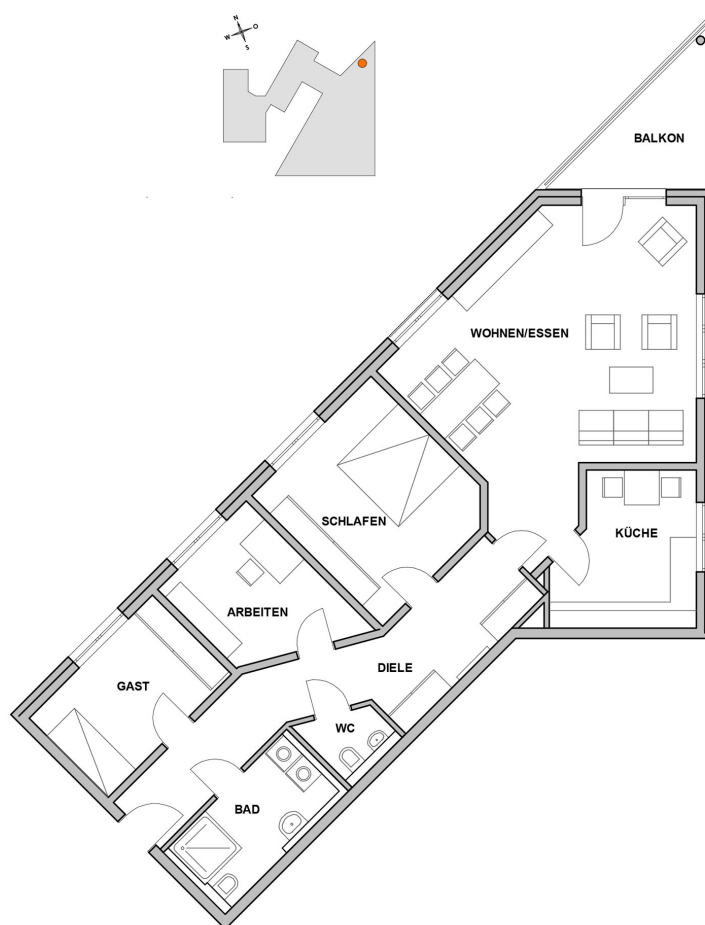 N
O
W
S
BALKON
WOHNEN/ESSEN
SCHLAFEN
KÜCHE
ARBEITEN
DIELE
GAST
WC
BAD